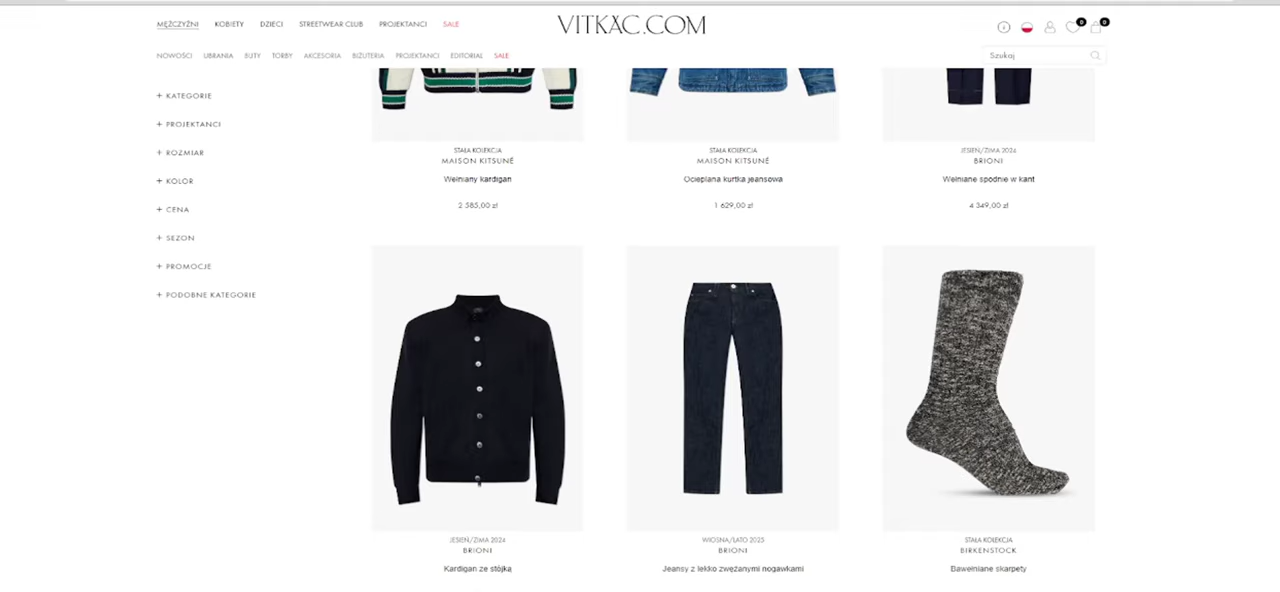 MĘŻCZYŹNI KOBIETY DZIECI STREETWEAR CLUB PROJEKTANCI SALE
VITKAC.COM
0 0
NOWOŚCI UBRANIA BUTY TORBY AKCESORIA BIŻUTERIA PROJEKTANCI EDITORIAL SALE
Szukaj
+ KATEGORIE
+ PROJEKTANCI
+ ROZMIAR
+ KOLOR
+ CENA
+ SEZON
+ PROMOCJE
+ PODOBNE KATEGORIE
STAŁA KOLEKCJA
MAISON KITSUNÉ
Wełniany kardigan
2 585,00 zł
STAŁA KOLEKCJA
MAISON KITSUNÉ
Ocieplana kurtka jeansowa
1 629,00 zł
JESIEŃ/ZIMA 2024
BRIONI
Wełniane spodnie w kant
4 349,00 zł
JESIEŃ/ZIMA 2024
BRIONI
Kardigan ze stójką
WIOSNA/LATO 2025
BRIONI
Jeansy z lekko zwężanymi nogawkami
STAŁA KOLEKCJA
BIRKENSTOCK
Bawełniane skarpety